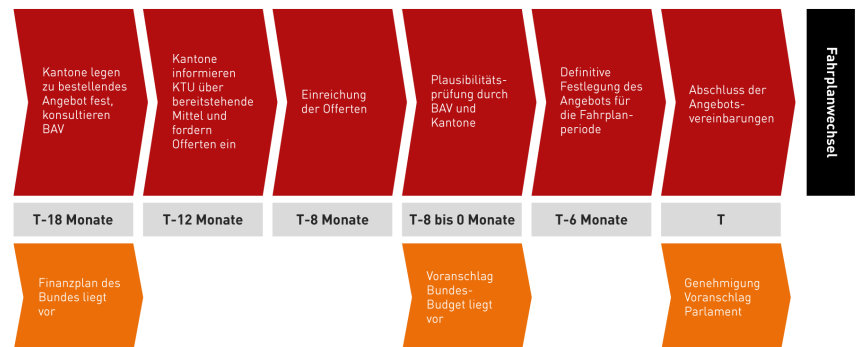 Kantone legen
zu bestellendes
Angebot fest,
konsultieren
BAV
Kantone
informieren
KTU über
bereitstehende
Mittel und
fordern
Offerten ein
Einreichung
der Offerten
Plausibilitäts-
prüfung durch
BAV und
Kantone
Definitive
Festlegung des
Angebots für
die Fahrplan-
periode
Abschluss der
Angebots-
vereinbarungen
Fahrplanwechsel
T-18 Monate
T-12 Monate
T-8 Monate
T-8 bis 0 Monate
T-6 Monate
T
Finanzplan des
Bundes liegt
vor
Voranschlag
Bundes-
Budget liegt
vor
Genehmigung
Voranschlag
Parlament